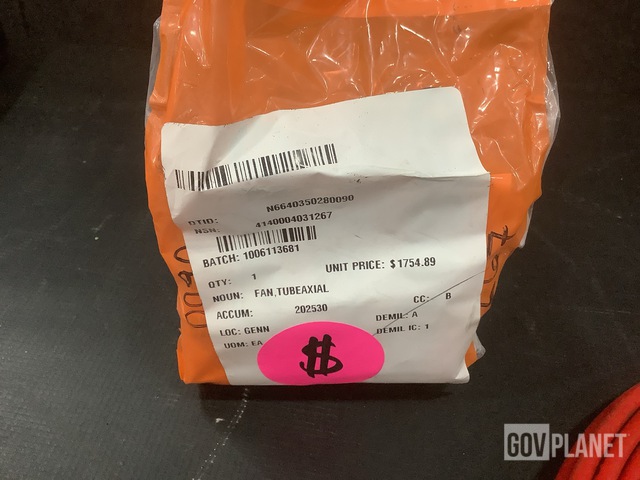 DTID: N6640350280090
NSN: 4140004031267
BATCH: 1006113681
QTY: 1 UNIT PRICE: $1754.89
NOUN: FAN,TUBEAXIAL
ACCUM: 202530 CC: B
LOC: GENN DEMIL: A
UOM: EA DEMIL IC: 1
$
0090
GOVPLANET